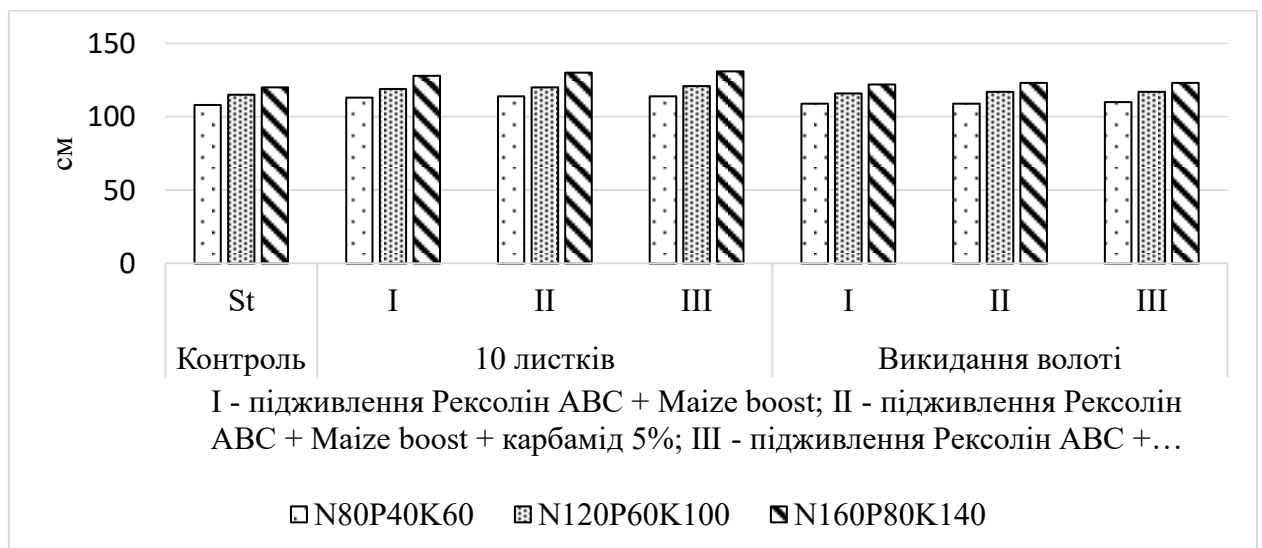 150
100
50
0
см
St I II III I II III
Контроль 10 листків Викидання волоті
I - підживлення Рексолін АВС + Maize boost; II - підживлення Рексолін
АВС + Maize boost + карбамід 5%; III - підживлення Рексолін АВС +…
N80P40K60 N120P60K100 N160P80K140